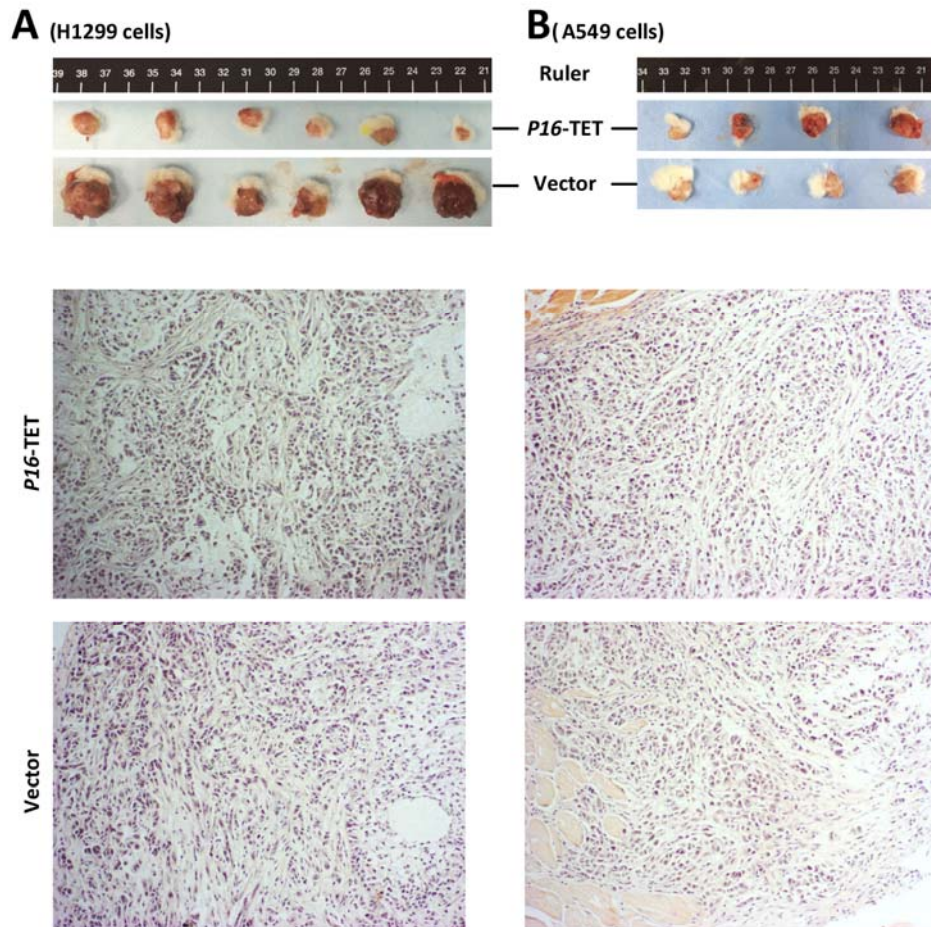 A (H1299 cells)
B( A549 cells)
39 38 37 36 35 34 33 32 31 30 29 28 27 26 25 24 23 22 21
Ruler
34 33 32 31 30 29 28 27 26 25 24 23 22 21
P16-TET
Vector
P16-TET
Vector